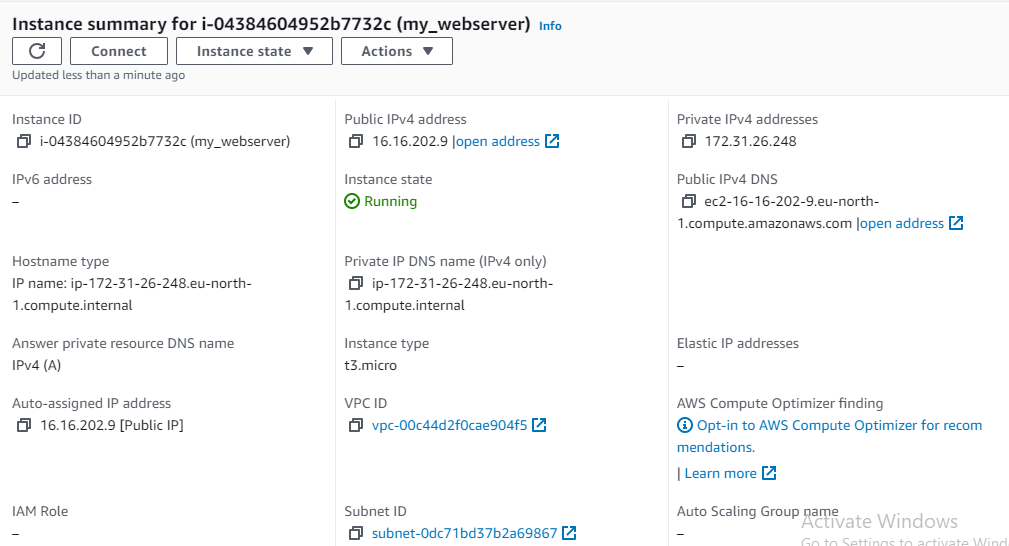 Instance summary for i-04384604952b7732c (my_webserver) Info
Connect Instance state Actions
Updated less than a minute ago
Instance ID
i-04384604952b7732c (my_webserver)
Public IPv4 address
16.16.202.9 |open address
Private IPv4 addresses
172.31.26.248
IPv6 address
–
Instance state
Running
Public IPv4 DNS
ec2-16-16-202-9.eu-north-
1.compute.amazonaws.com |open address
Hostname type
IP name: ip-172-31-26-248.eu-north-
1.compute.internal
Private IP DNS name (IPv4 only)
ip-172-31-26-248.eu-north-
1.compute.internal
Answer private resource DNS name
IPv4 (A)
Instance type
t3.micro
Elastic IP addresses
–
Auto-assigned IP address
16.16.202.9 [Public IP]
VPC ID
vpc-00c44d2f0cae904f5
AWS Compute Optimizer finding
Opt-in to AWS Compute Optimizer for recom
mendations.
| Learn more
IAM Role
–
Subnet ID
subnet-0dc71bd37b2a69867
Auto Scaling Group name
–
Activate Windows
Go to Settings to activate Wind